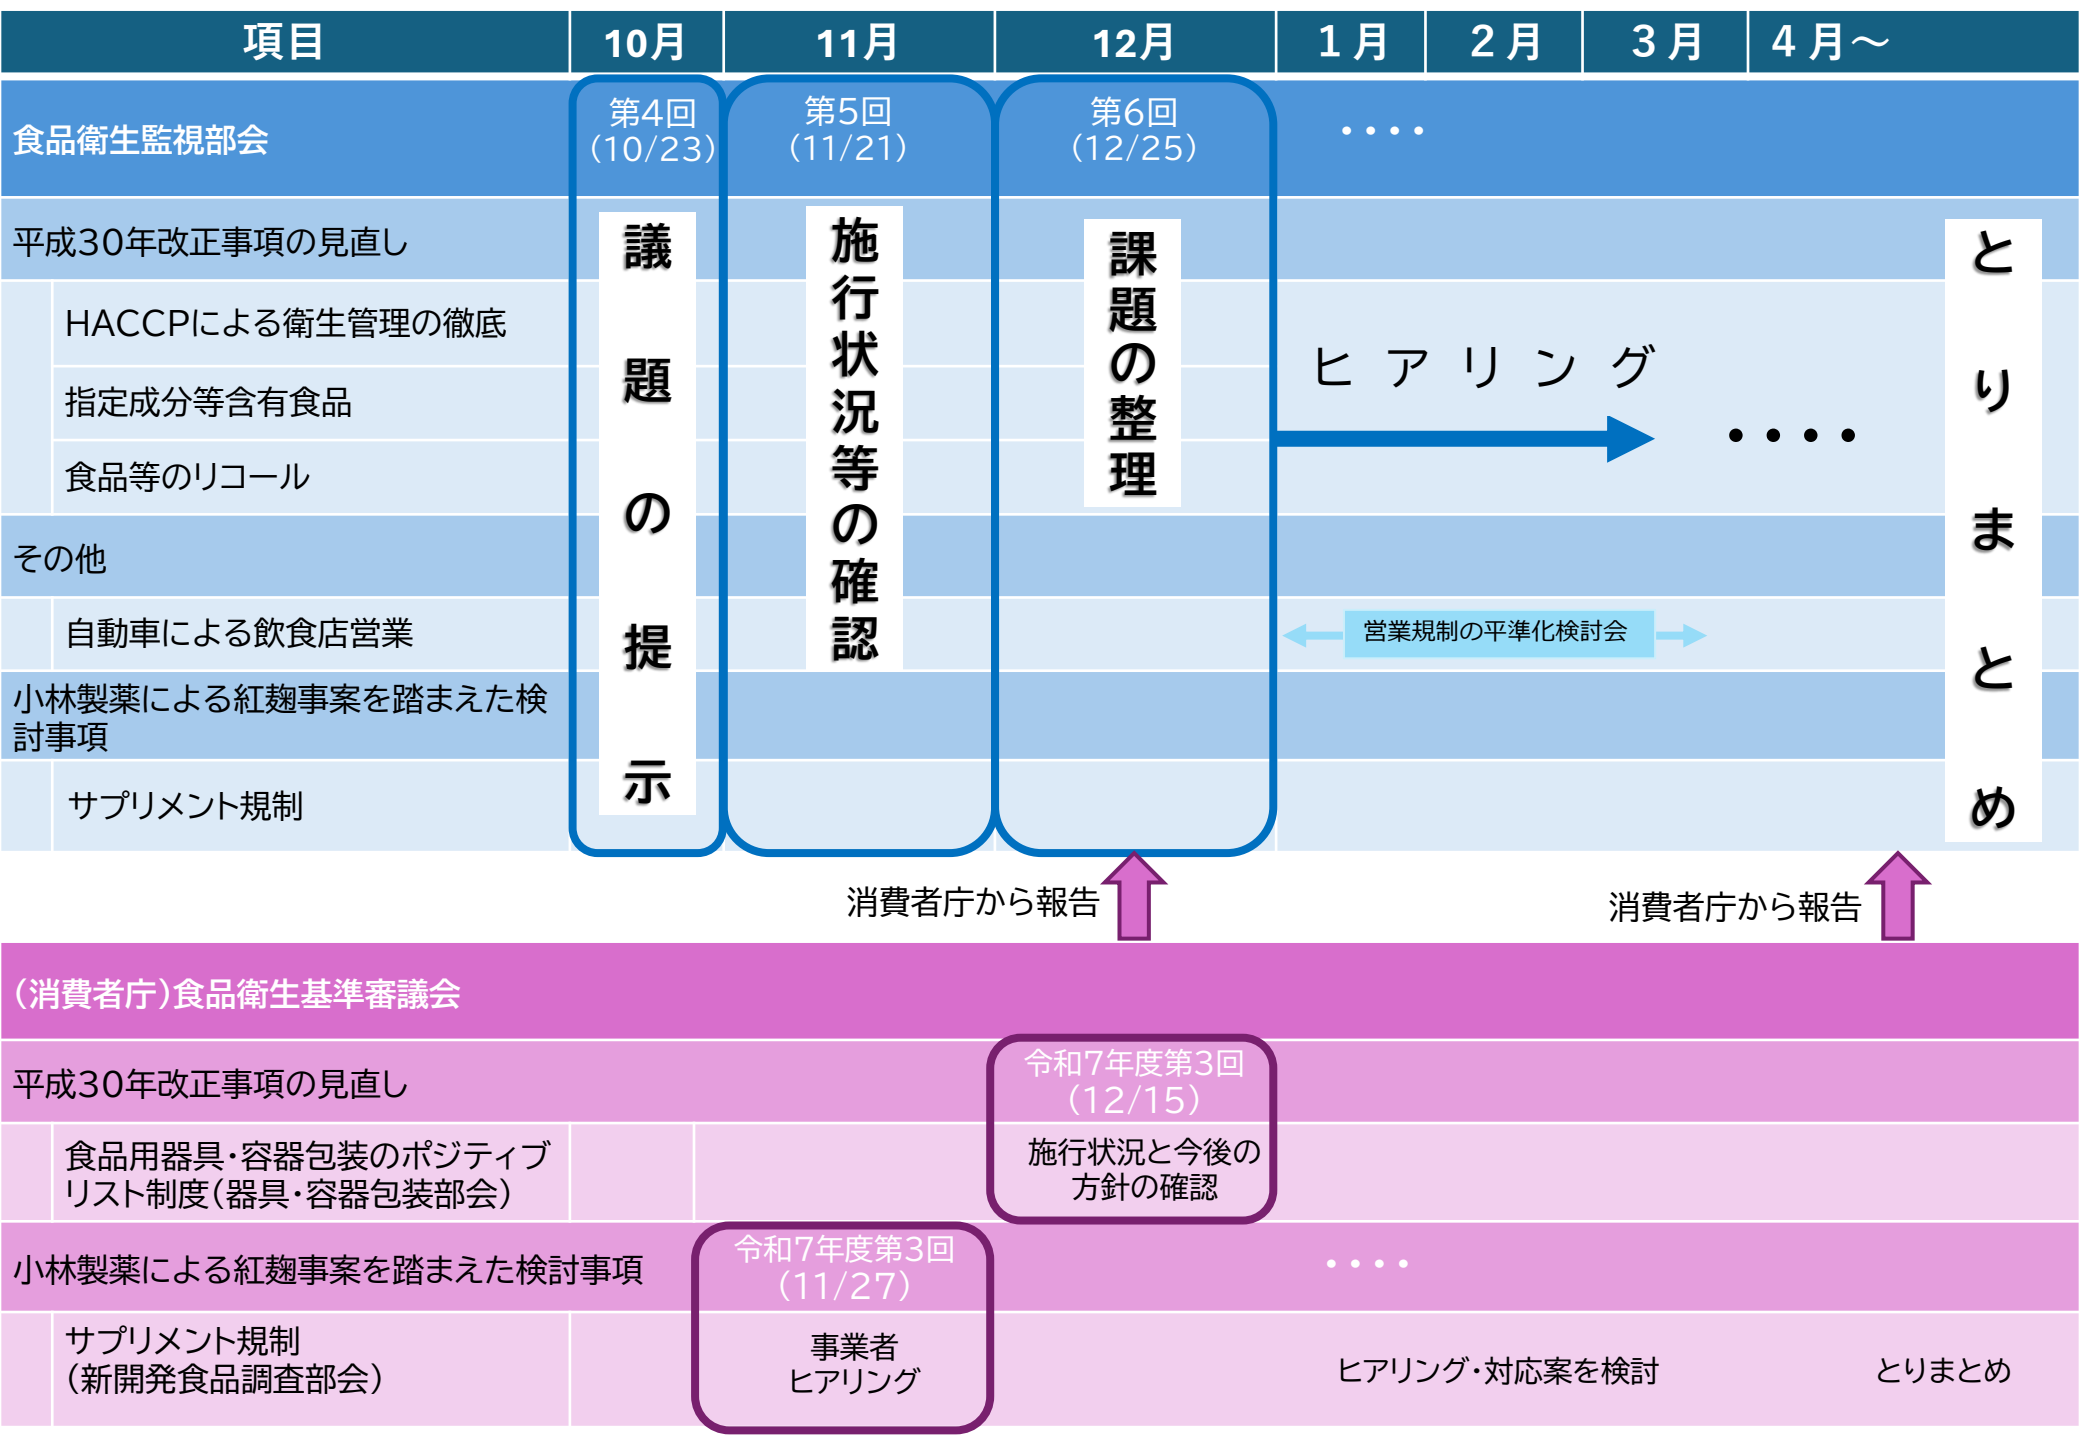 項目
10月
11月
12月
１月
２月
３月
４月～
食品衛生監視部会
第4回
（10/23）
第5回
（11/21）
第6回
（12/25）
・・・・
平成30年改正事項の見直し
HACCPによる衛生管理の徹底
指定成分等含有食品
食品等のリコール
議題の提示
施行状況等の確認
課題の整理
ヒアリング
・・・・
とりまとめ
その他
自動車による飲食店営業
営業規制の平準化検討会
小林製薬による紅麹事案を踏まえた検
討事項
サプリメント規制
消費者庁から報告
消費者庁から報告
（消費者庁）食品衛生基準審議会
平成30年改正事項の見直し
令和7年度第3回
（12/15）
食品用器具・容器包装のポジティブ
リスト制度（器具・容器包装部会）
施行状況と今後の
方針の確認
小林製薬による紅麹事案を踏まえた検討事項
令和7年度第3回
（11/27）
・・・・
サプリメント規制
（新開発食品調査部会）
事業者
ヒアリング
ヒアリング・対応案を検討
とりまとめ